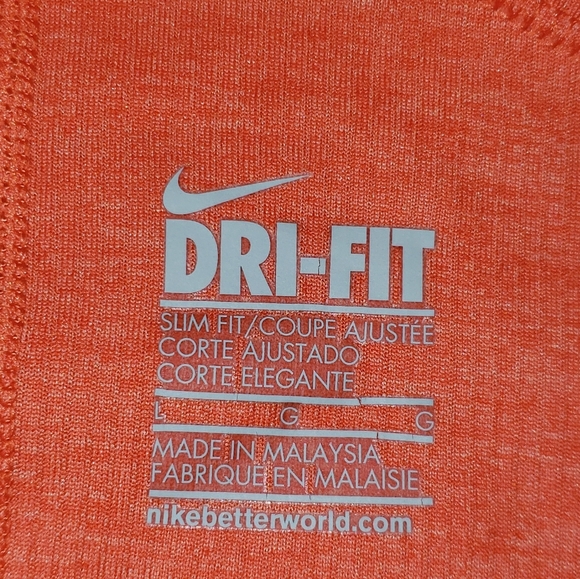 DRI-FIT
SLIM FIT/COUPE AJUSTÉE
CORTE AJUSTADO
CORTE ELEGANTE
L G G
MADE IN MALAYSIA
FABRIQUÉ EN MALAISIE
nikebetterworld.com